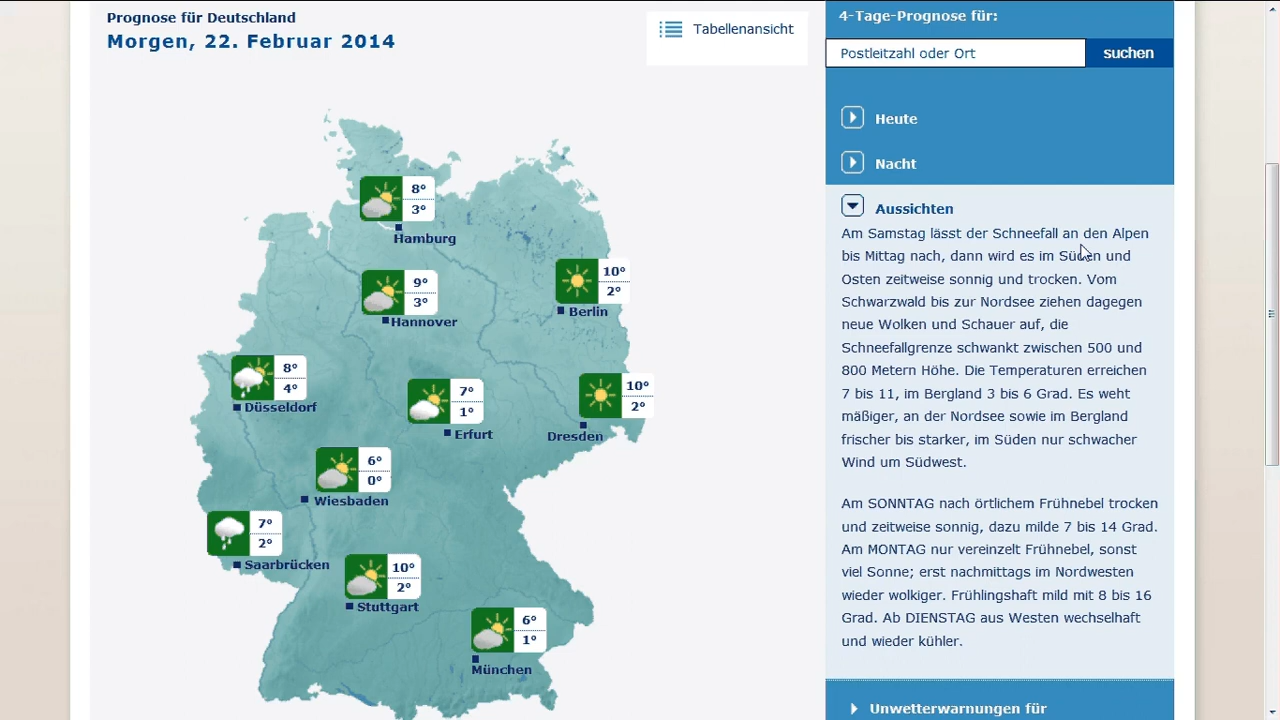 Prognose für Deutschland
Morgen, 22. Februar 2014
Tabellenansicht
8°
3°
Hamburg
9°
3°
Hannover
10°
2°
Berlin
8°
4°
Düsseldorf
7°
1°
Erfurt
10°
2°
Dresden
6°
0°
Wiesbaden
7°
2°
Saarbrücken
10°
2°
Stuttgart
6°
1°
München
4-Tage-Prognose für:
Postleitzahl oder Ort
suchen
Heute
Nacht
Aussichten
Am Samstag lässt der Schneefall an den Alpen
bis Mittag nach, dann wird es im Süden und
Osten zeitweise sonnig und trocken. Vom
Schwarzwald bis zur Nordsee ziehen dagegen
neue Wolken und Schauer auf, die
Schneefallgrenze schwankt zwischen 500 und
800 Metern Höhe. Die Temperaturen erreichen
7 bis 11, im Bergland 3 bis 6 Grad. Es weht
mäßiger, an der Nordsee sowie im Bergland
frischer bis starker, im Süden nur schwacher
Wind um Südwest.
Am SONNTAG nach örtlichem Frühnebel trocken
und zeitweise sonnig, dazu milde 7 bis 14 Grad.
Am MONTAG nur vereinzelt Frühnebel, sonst
viel Sonne; erst nachmittags im Nordwesten
wieder wolkiger. Frühlingshaft mild mit 8 bis 16
Grad. Ab DIENSTAG aus Westen wechselhaft
und wieder kühler.
Unwetterwarnungen für